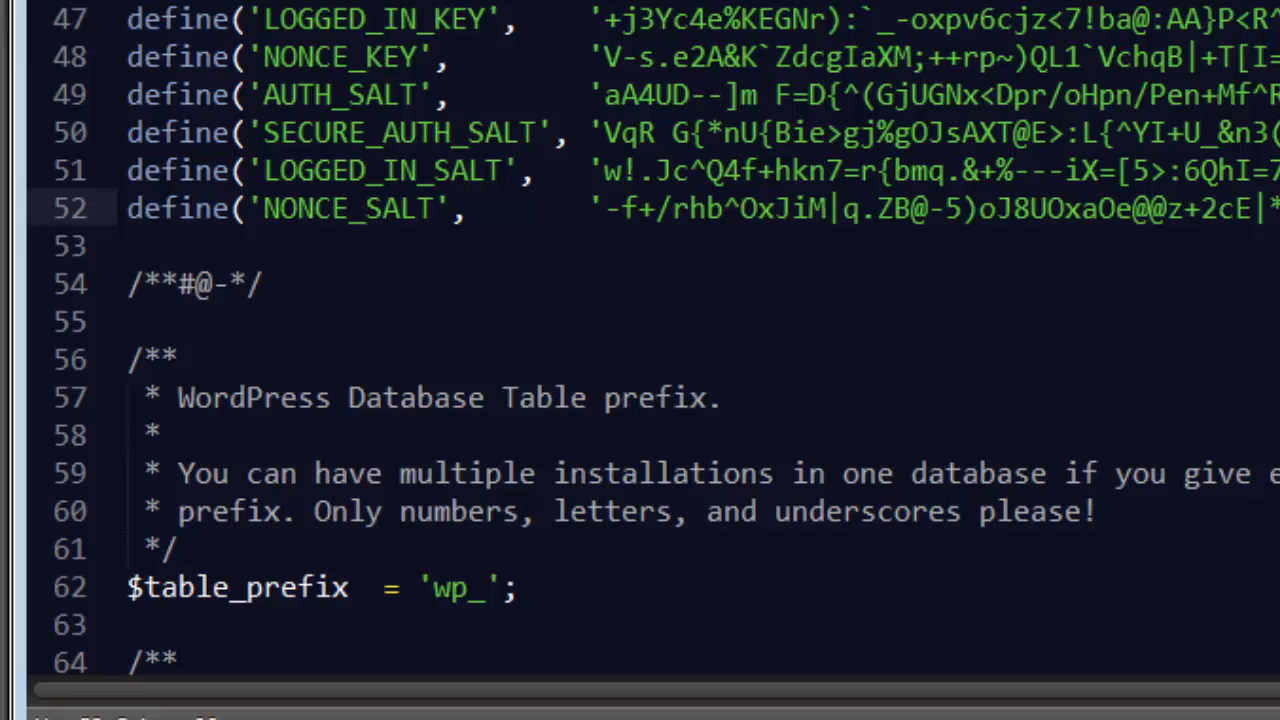 47 define('LOGGED_IN_KEY', '+j3Yc4e%KEGNr):`_-oxpv6cjz<7!ba@:AA}P<R^
48 define('NONCE_KEY', 'V-s.e2A&K`ZdcgIaXM;++rp~)QL1`VchqB|+T[I=
49 define('AUTH_SALT', 'aA4UD--]m F=D{^(GjUGNx<Dpr/oHpn/Pen+Mf^R
50 define('SECURE_AUTH_SALT', 'VqR G{*nU{Bie>gj%gOJsAXT@E>:L{^YI+U_&n3(
51 define('LOGGED_IN_SALT', 'w!.Jc^Q4f+hkn7=r{bmq.&+%---iX=[5>:6QhI=7
52 define('NONCE_SALT', '-f+/rhb^OxJiM|q.ZB@-5)oJ8UOxaOe@@z+2cE|*
53
54 /**#@-*/
55
56 /**
57 * WordPress Database Table prefix.
58 *
59 * You can have multiple installations in one database if you give e
60 * prefix. Only numbers, letters, and underscores please!
61 */
62 $table_prefix = 'wp_';
63
64 /**